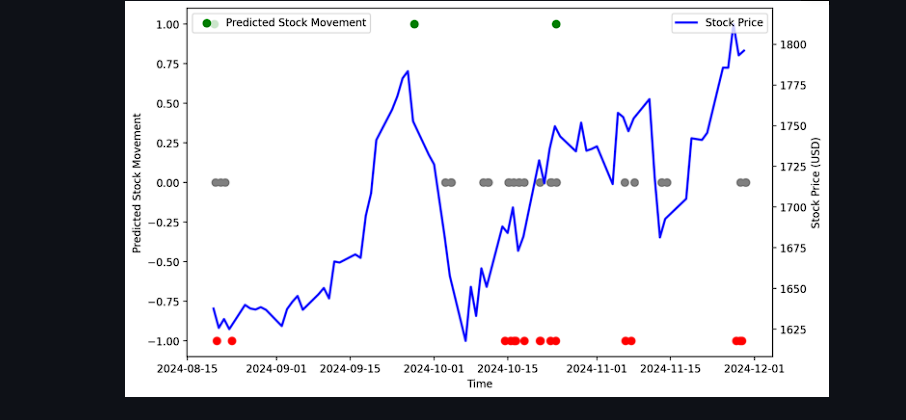 Predicted Stock Movement
Stock Price
1.00
0.75
0.50
0.25
0.00
−0.25
−0.50
−0.75
−1.00
Predicted Stock Movement
1800
1775
1750
1725
1700
1675
1650
1625
Stock Price (USD)
2024-08-15 2024-09-01 2024-09-15 2024-10-01 2024-10-15 2024-11-01 2024-11-15 2024-12-01
Time